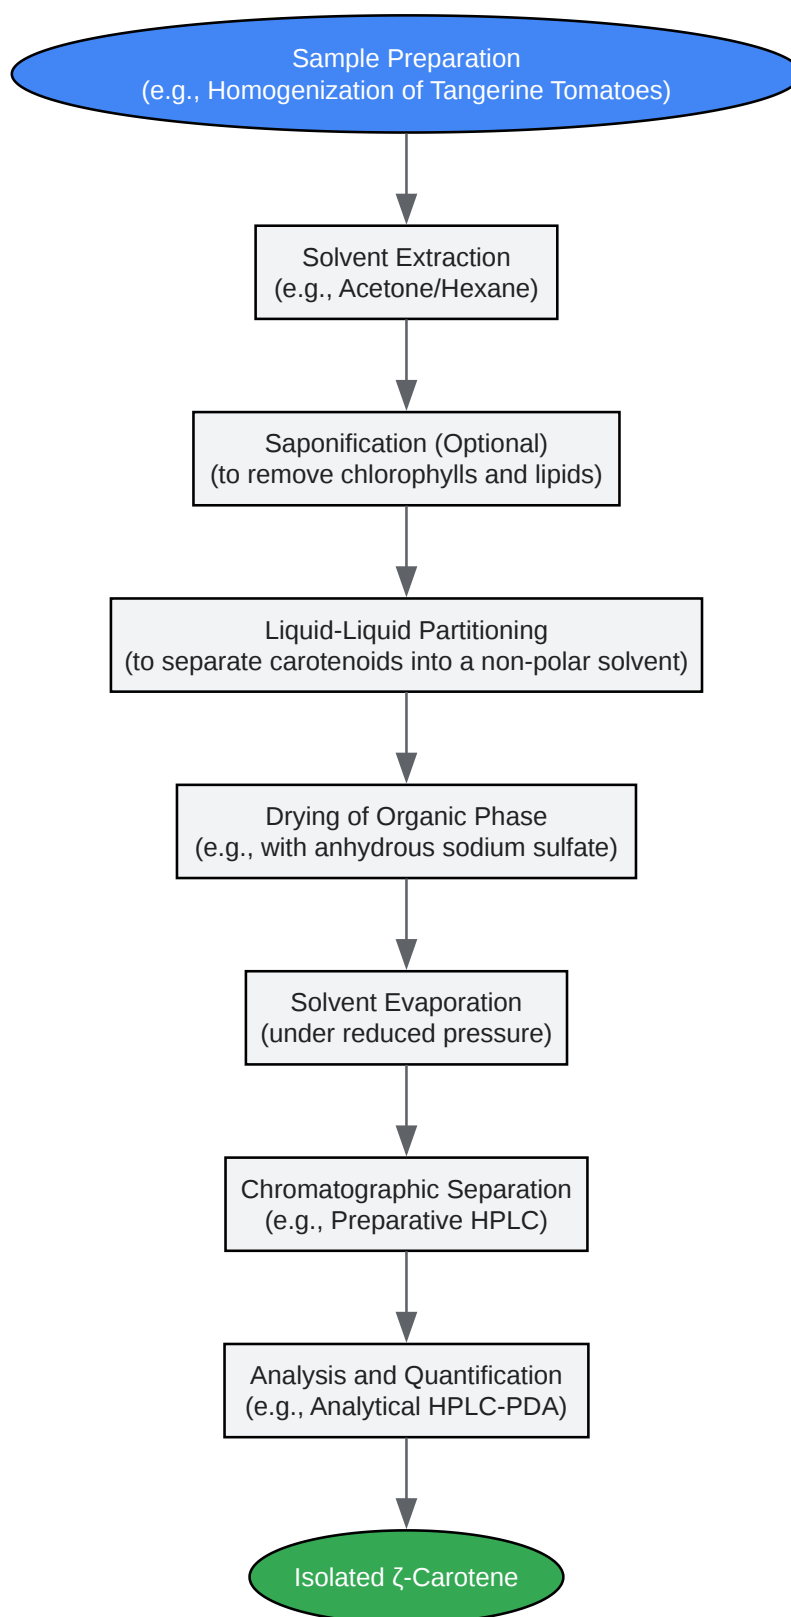 Sample Preparation
(e.g., Homogenization of Tangerine Tomatoes)
Solvent Extraction
(e.g., Acetone/Hexane)
Saponification (Optional)
(to remove chlorophylls and lipids)
Liquid-Liquid Partitioning
(to separate carotenoids into a non-polar solvent)
Drying of Organic Phase
(e.g., with anhydrous sodium sulfate)
Solvent Evaporation
(under reduced pressure)
Chromatographic Separation
(e.g., Preparative HPLC)
Analysis and Quantification
(e.g., Analytical HPLC-PDA)
Isolated ζ-Carotene